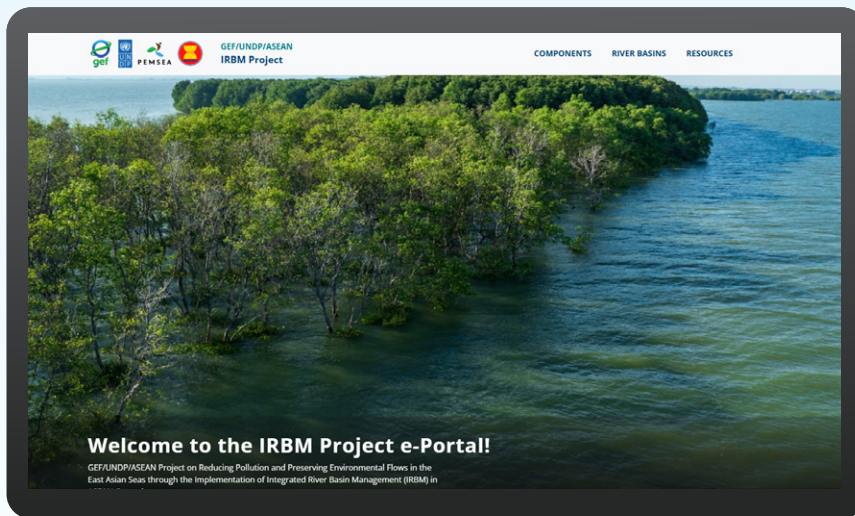 gef
UN
DP
PEMSEA
GEF/UNDP/ASEAN
IRBM Project
COMPONENTS
RIVER BASINS
RESOURCES
Welcome to the IRBM Project e-Portal!
GEF/UNDP/ASEAN Project on Reducing Pollution and Preserving Environmental Flows in the
East Asian Seas through the Implementation of Integrated River Basin Management (IRBM) in